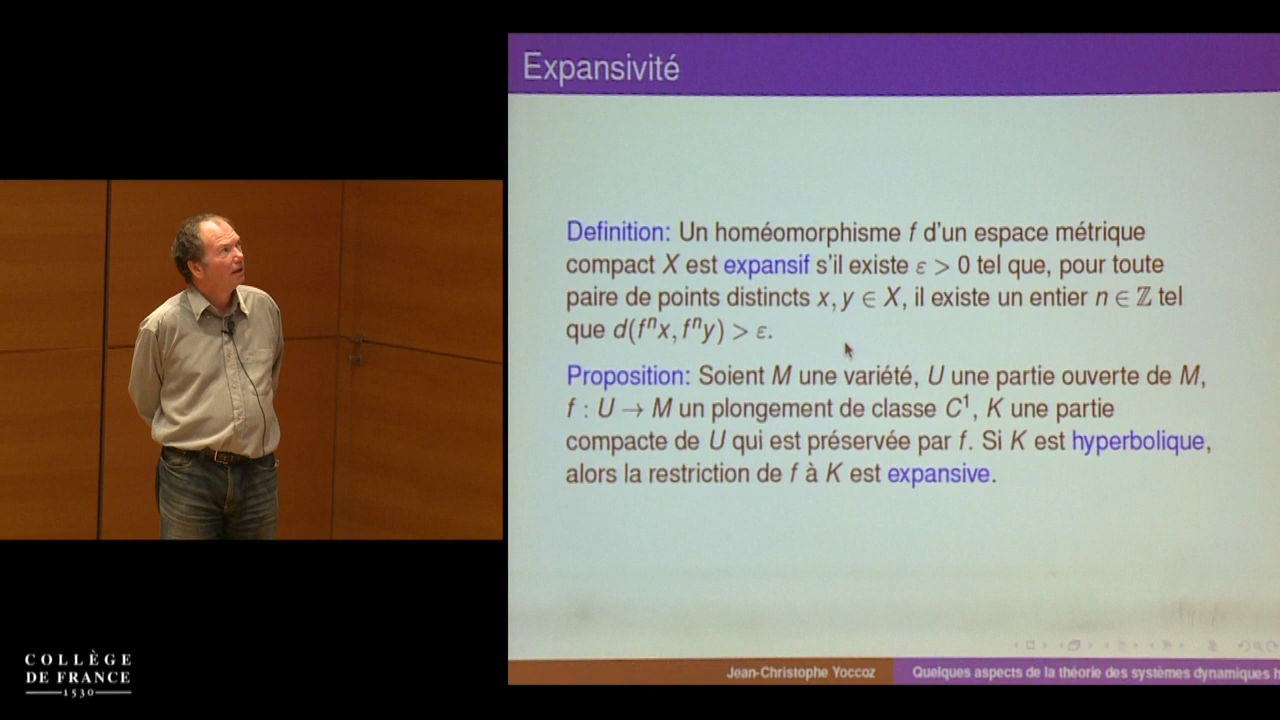 Expansivité
Definition: Un homéomorphisme f d'un espace métrique
compact X est expansif s'il existe ε > 0 tel que, pour toute
paire de points distincts x, y ∈ X, il existe un entier n ∈ ℤ tel
que d(fⁿx, fⁿy) > ε.
Proposition: Soient M une variété, U une partie ouverte de M,
f : U → M un plongement de classe C¹, K une partie
compacte de U qui est préservée par f. Si K est hyperbolique,
alors la restriction de f à K est expansive.
Jean-Christophe Yoccoz
Quelques aspects de la théorie des systèmes dynamiques h
COLLÈGE
DE FRANCE
1530